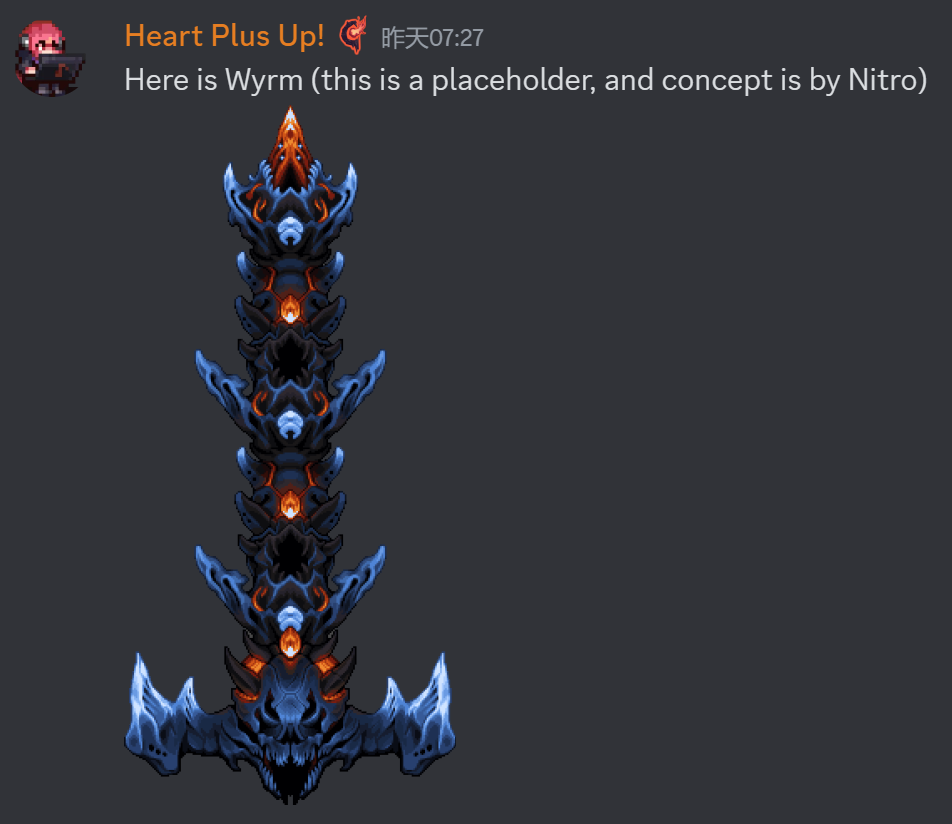 Heart Plus Up! 昨天07:27
Here is Wyrm (this is a placeholder, and concept is by Nitro)